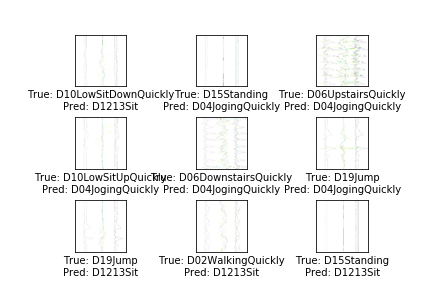 True: D10LowSitDownQuickly
Pred: D1213Sit
True: D15Standing
Pred: D04JogingQuickly
True: D06UpstairsQuickly
Pred: D04JogingQuickly
True: D10LowSitUpQuickly
Pred: D04JogingQuickly
True: D06DownstairsQuickly
Pred: D04JogingQuickly
True: D19Jump
Pred: D04JogingQuickly
True: D19Jump
Pred: D1213Sit
True: D02WalkingQuickly
Pred: D1213Sit
True: D15Standing
Pred: D1213Sit